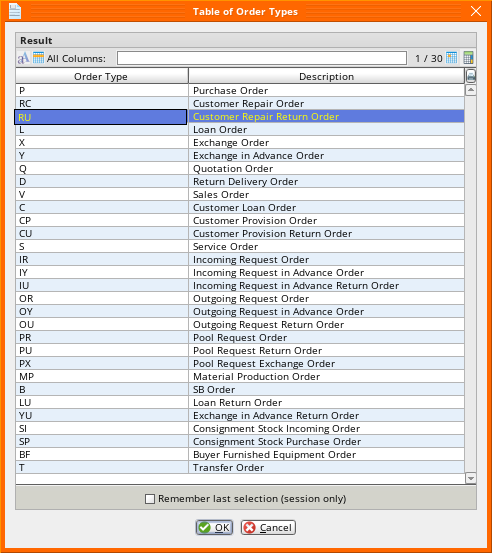 Table of Order Types
Result
All Columns: 1 / 30
Order Type Description
P Purchase Order
RC Customer Repair Order
RU Customer Repair Return Order
L Loan Order
X Exchange Order
Y Exchange in Advance Order
Q Quotation Order
D Return Delivery Order
V Sales Order
C Customer Loan Order
CP Customer Provision Order
CU Customer Provision Return Order
S Service Order
IR Incoming Request Order
IY Incoming Request in Advance Order
IU Incoming Request in Advance Return Order
OR Outgoing Request Order
OY Outgoing Request in Advance Order
OU Outgoing Request Return Order
PR Pool Request Order
PU Pool Request Return Order
PX Pool Request Exchange Order
MP Material Production Order
B SB Order
LU Loan Return Order
YU Exchange in Advance Return Order
SI Consignment Stock Incoming Order
SP Consignment Stock Purchase Order
BF Buyer Furnished Equipment Order
T Transfer Order
Remember last selection (session only)
OK Cancel